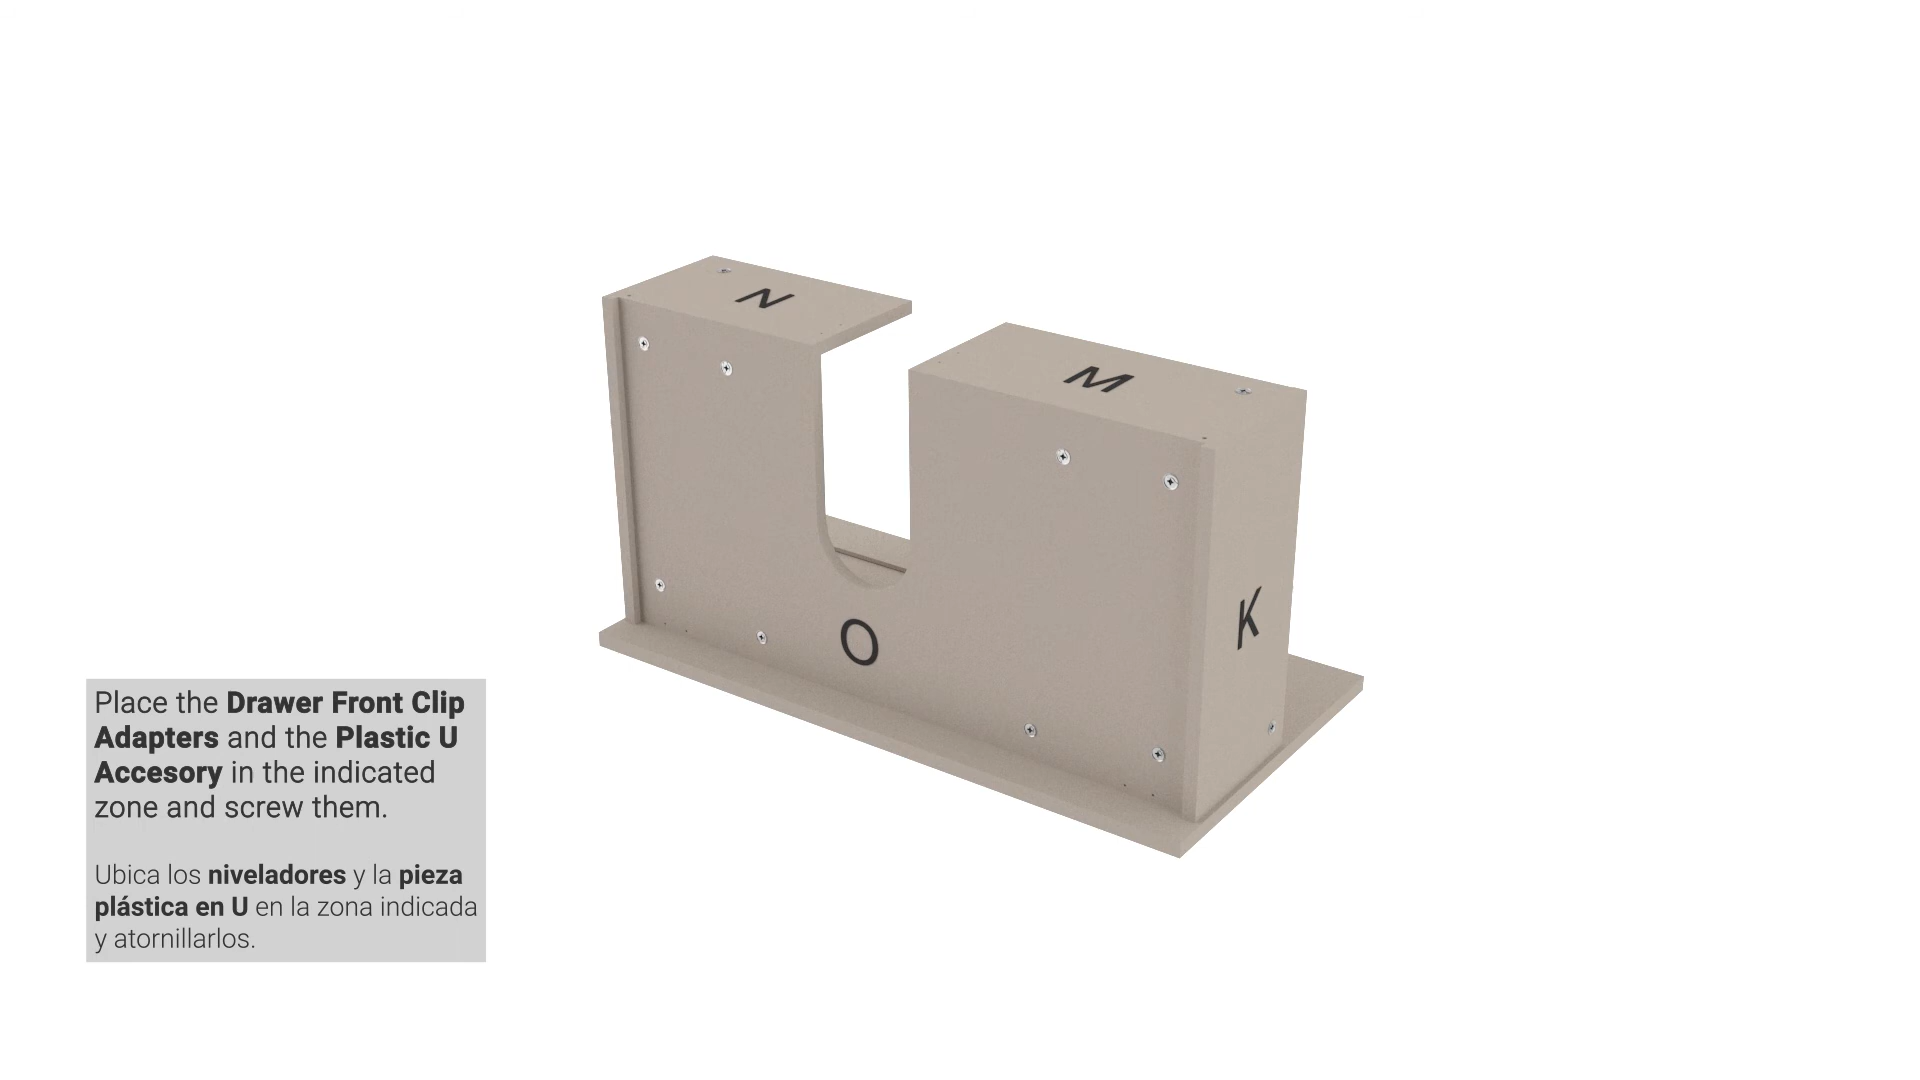 N
M
K
O
Place the Drawer Front Clip
Adapters and the Plastic U
Accesory in the indicated
zone and screw them.
Ubica los niveladores y la pieza
plástica en U en la zona indicada
y atornillarlos.